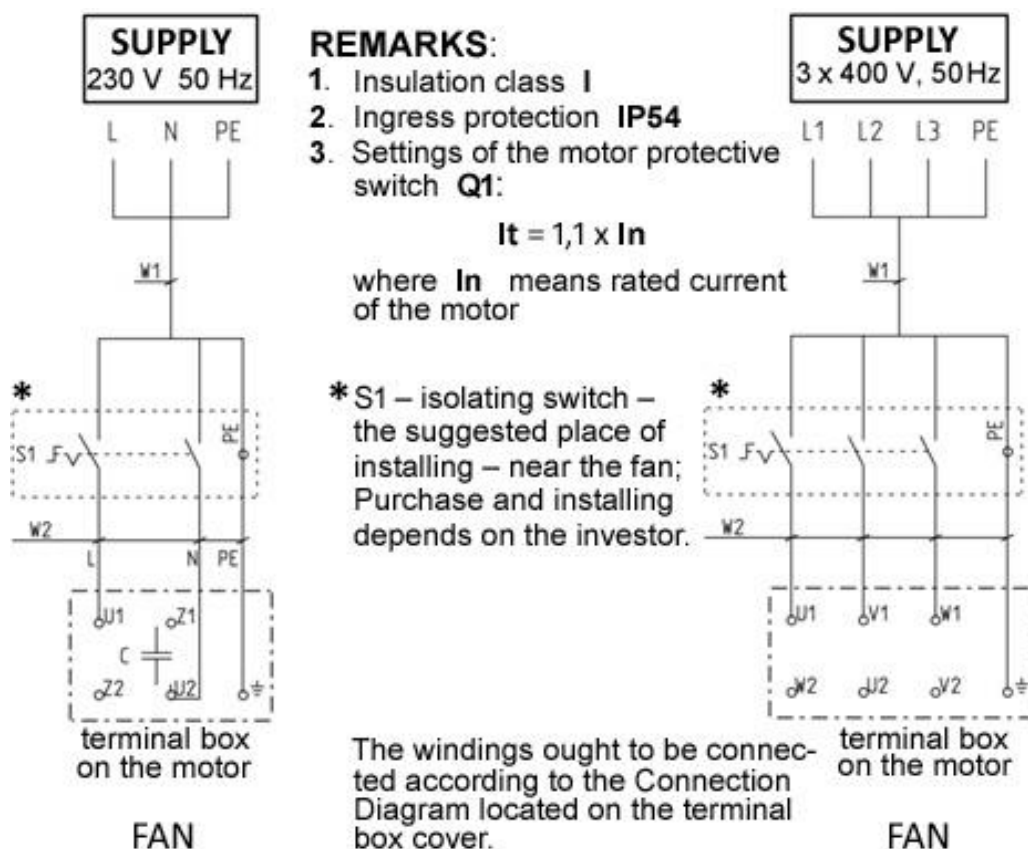 SUPPLY
230 V 50 Hz
L N PE
W1
*
S1
PE
W2
L N PE
U1 Z1
C
Z2 U2
terminal box
on the motor
FAN
REMARKS:
1. Insulation class I
2. Ingress protection IP54
3. Settings of the motor protective
switch Q1:
It = 1,1 x In
where In means rated current
of the motor
* S1 – isolating switch –
the suggested place of
installing – near the fan;
Purchase and installing
depends on the investor.
The windings ought to be connec-
ted according to the Connection
Diagram located on the terminal
box cover.
SUPPLY
3 x 400 V, 50Hz
L1 L2 L3 PE
W1
*
S1
PE
W2
U1 V1 W1
W2 U2 V2
terminal box
on the motor
FAN